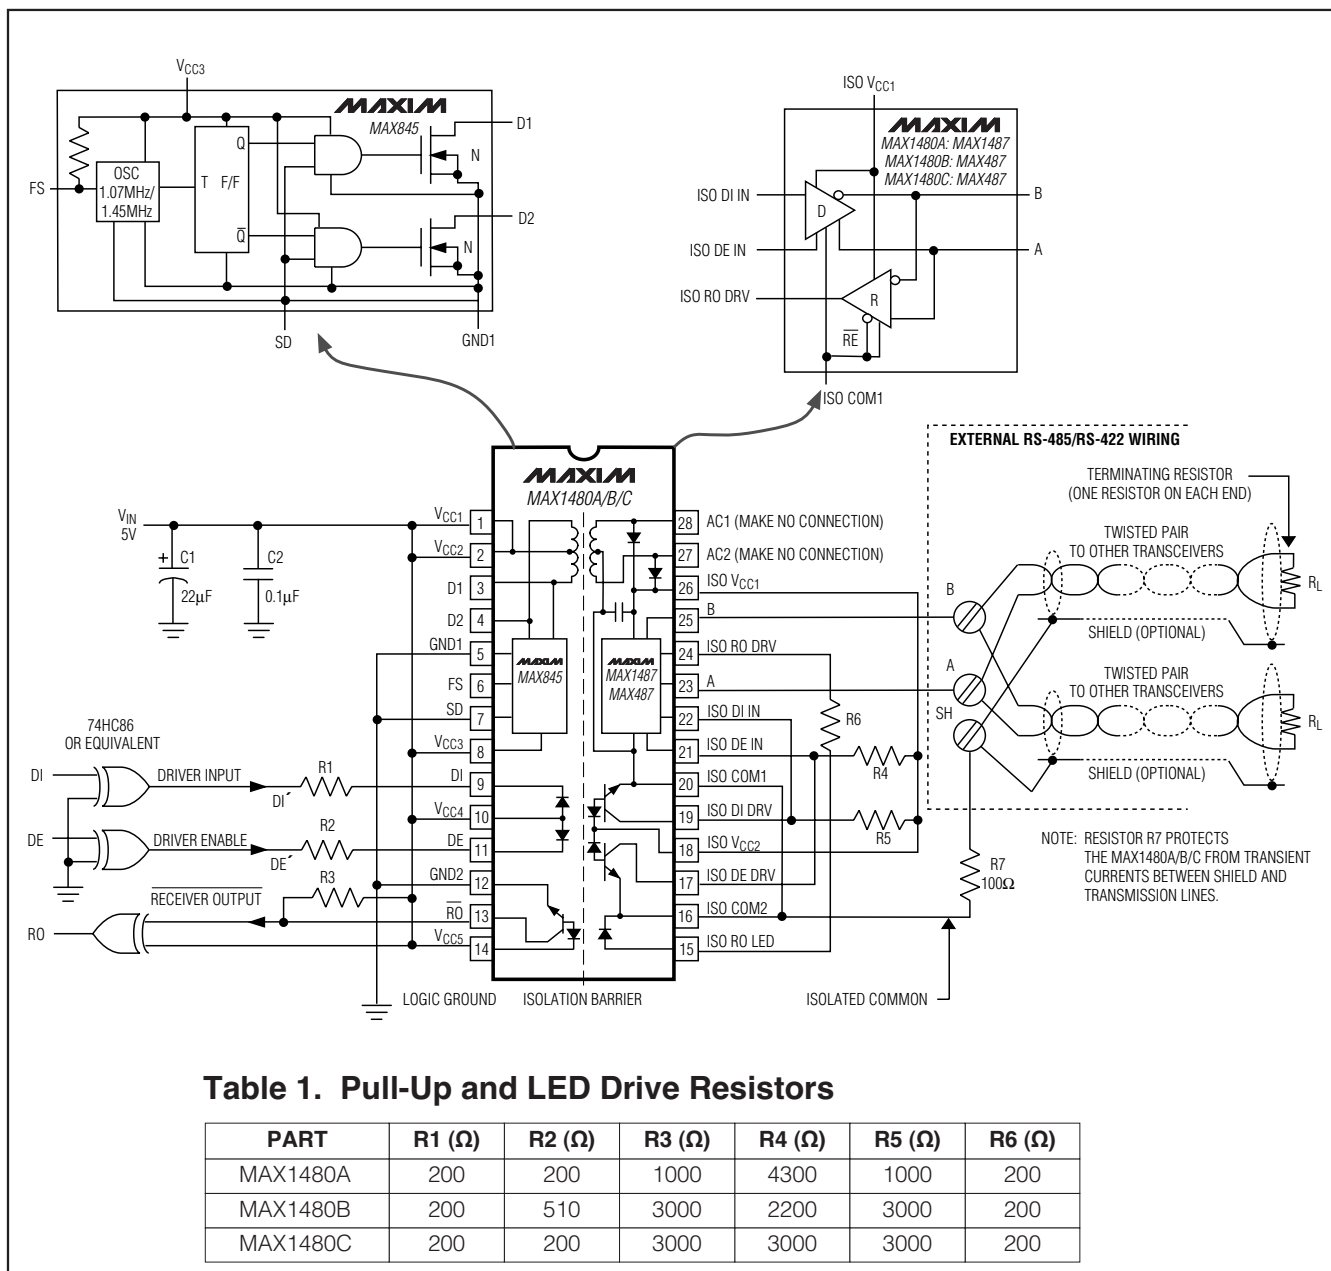 VCC3
MAXIM
MAX845
D1
N
Q
OSC
1.07MHz/
1.45MHz
T F/F
FS
D2
Q
N
SD
GND1
ISO VCC1
MAXIM
MAX1480A: MAX1487
MAX1480B: MAX487
MAX1480C: MAX487
ISO DI IN
D
B
ISO DE IN
A
ISO RO DRV
R
RE
ISO COM1
MAXIM
MAX1480A/B/C
VIN
5V
C1
+
22µF
C2
0.1µF
VCC1
1
VCC2
2
D1
3
D2
4
GND1
5
FS
6
SD
7
VCC3
8
DI
9
VCC4
10
DE
11
GND2
12
RO
13
VCC5
14
MAXIM
MAX845
MAXIM
MAX1487
MAX487
28
AC1 (MAKE NO CONNECTION)
27
AC2 (MAKE NO CONNECTION)
26
ISO VCC1
25
B
24
ISO RO DRV
23
A
22
ISO DI IN
21
ISO DE IN
20
ISO COM1
19
ISO DI DRV
18
ISO VCC2
17
ISO DE DRV
16
ISO COM2
15
ISO RO LED
74HC86
OR EQUIVALENT
DI
DRIVER INPUT
DI´
R1
DE
DRIVER ENABLE
DE´
R2
R3
RECEIVER OUTPUT
RO
LOGIC GROUND
ISOLATION BARRIER
R6
R4
R5
R7
100Ω
ISOLATED COMMON
EXTERNAL RS-485/RS-422 WIRING
TERMINATING RESISTOR
(ONE RESISTOR ON EACH END)
TWISTED PAIR
TO OTHER TRANSCEIVERS
B
RL
SHIELD (OPTIONAL)
A
TWISTED PAIR
TO OTHER TRANSCEIVERS
SH
RL
SHIELD (OPTIONAL)
NOTE: RESISTOR R7 PROTECTS
THE MAX1480A/B/C FROM TRANSIENT
CURRENTS BETWEEN SHIELD AND
TRANSMISSION LINES.
Table 1. Pull-Up and LED Drive Resistors
PART R1 (Ω) R2 (Ω) R3 (Ω) R4 (Ω) R5 (Ω) R6 (Ω)
MAX1480A 200 200 1000 4300 1000 200
MAX1480B 200 510 3000 2200 3000 200
MAX1480C 200 200 3000 3000 3000 200